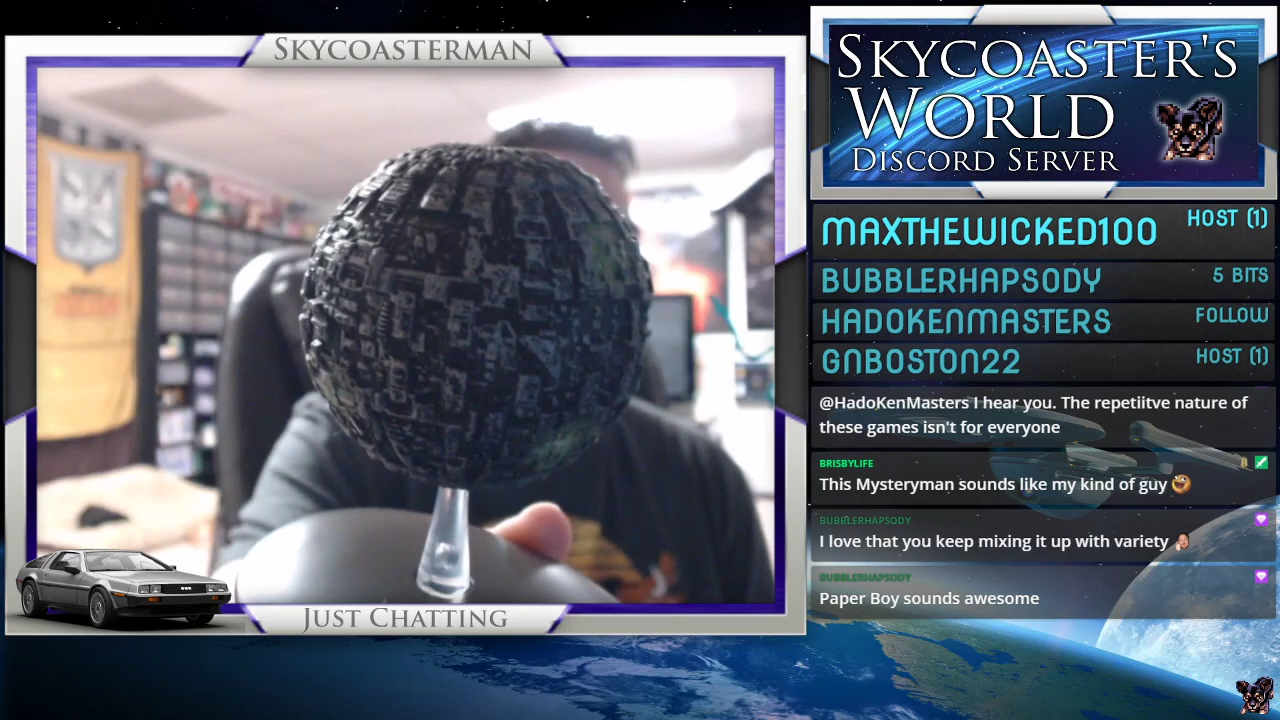 SKYCOASTERMAN
JUST CHATTING
SKYCOASTER'S
WORLD
DISCORD SERVER
MAXTHEWICKED100 HOST (1)
BUBBLERHAPSODY 5 BITS
HADOKENMASTERS FOLLOW
GNBOSTON22 HOST (1)
@HadoKenMasters I hear you. The repetiitve nature of
these games isn't for everyone
BRISBYLIFE
This Mysteryman sounds like my kind of guy
BUBBLERHAPSODY
I love that you keep mixing it up with variety
BUBBLERHAPSODY
Paper Boy sounds awesome